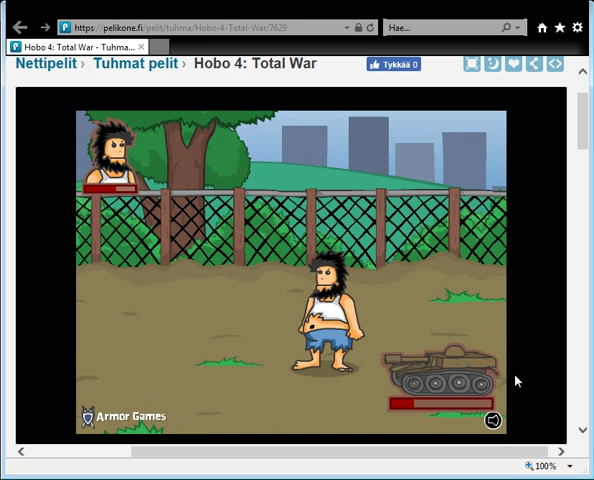 https://pelikone.fi/pelit/tuhma/Hobo-4-Total-War/7629
Hae...
Hobo 4: Total War - Tuhma...
Nettipelit › Tuhmat pelit › Hobo 4: Total War
Tykkää 0
Armor Games
100%